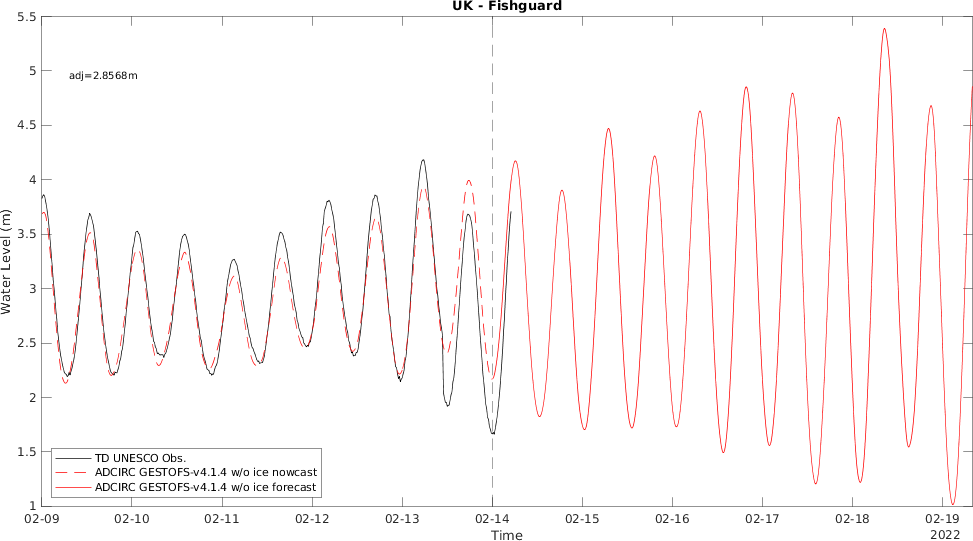 UK - Fishguard
5.5
5
4.5
4
3.5
3
2.5
2
1.5
1
Water Level (m)
adj=2.8568m
TD UNESCO Obs.
ADCIRC GESTOFS-v4.1.4 w/o ice nowcast
ADCIRC GESTOFS-v4.1.4 w/o ice forecast
02-09 02-10 02-11 02-12 02-13 02-14 02-15 02-16 02-17 02-18 02-19
2022
Time